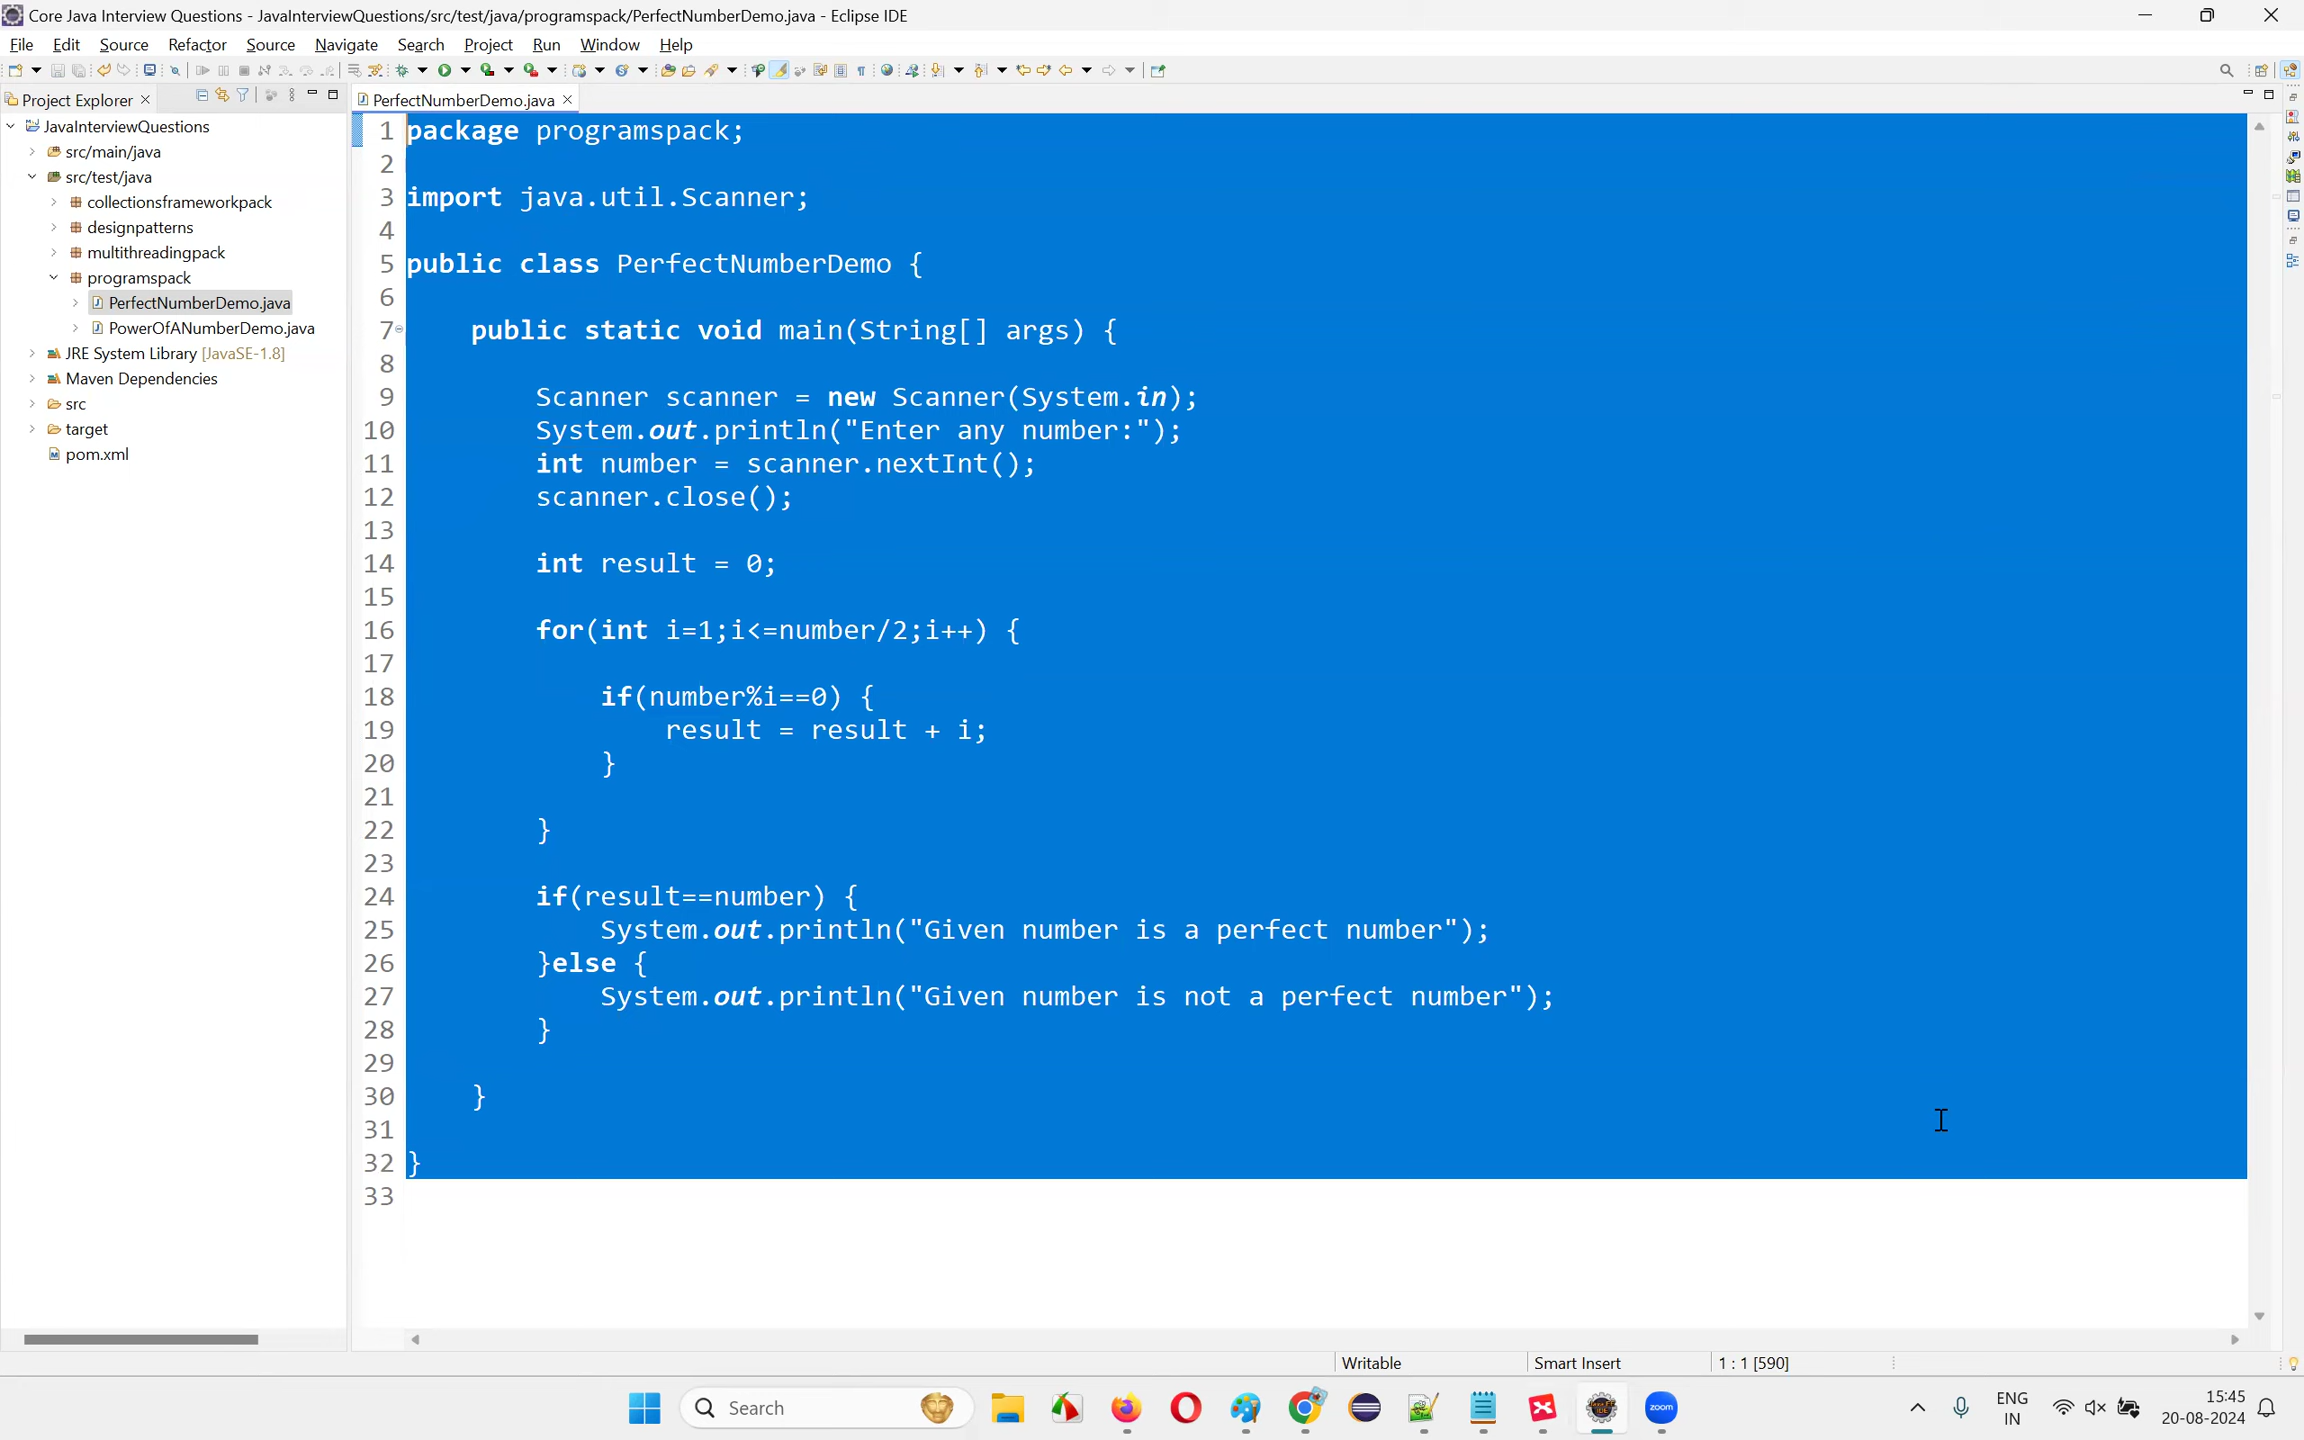 Core Java Interview Questions - JavaInterviewQuestions/src/test/java/programspack/PerfectNumberDemo.java - Eclipse IDE
File Edit Source Refactor Source Navigate Search Project Run Window Help
Project Explorer
JavaInterviewQuestions
src/main/java
src/test/java
collectionsframeworkpack
designpatterns
multithreadingpack
programspack
PerfectNumberDemo.java
PowerOfANumberDemo.java
JRE System Library [JavaSE-1.8]
Maven Dependencies
src
target
pom.xml
PerfectNumberDemo.java
1 package programspack;
2
3 import java.util.Scanner;
4
5 public class PerfectNumberDemo {
6
7 public static void main(String[] args) {
8
9 Scanner scanner = new Scanner(System.in);
10 System.out.println("Enter any number:");
11 int number = scanner.nextInt();
12 scanner.close();
13
14 int result = 0;
15
16 for(int i=1;i<=number/2;i++) {
17
18 if(number%i==0) {
19 result = result + i;
20 }
21
22 }
23
24 if(result==number) {
25 System.out.println("Given number is a perfect number");
26 }else {
27 System.out.println("Given number is not a perfect number");
28 }
29
30 }
31
32 }
33
Writable Smart Insert 1 : 1 [590]
Search
zoom
ENG
IN
15:45
20-08-2024